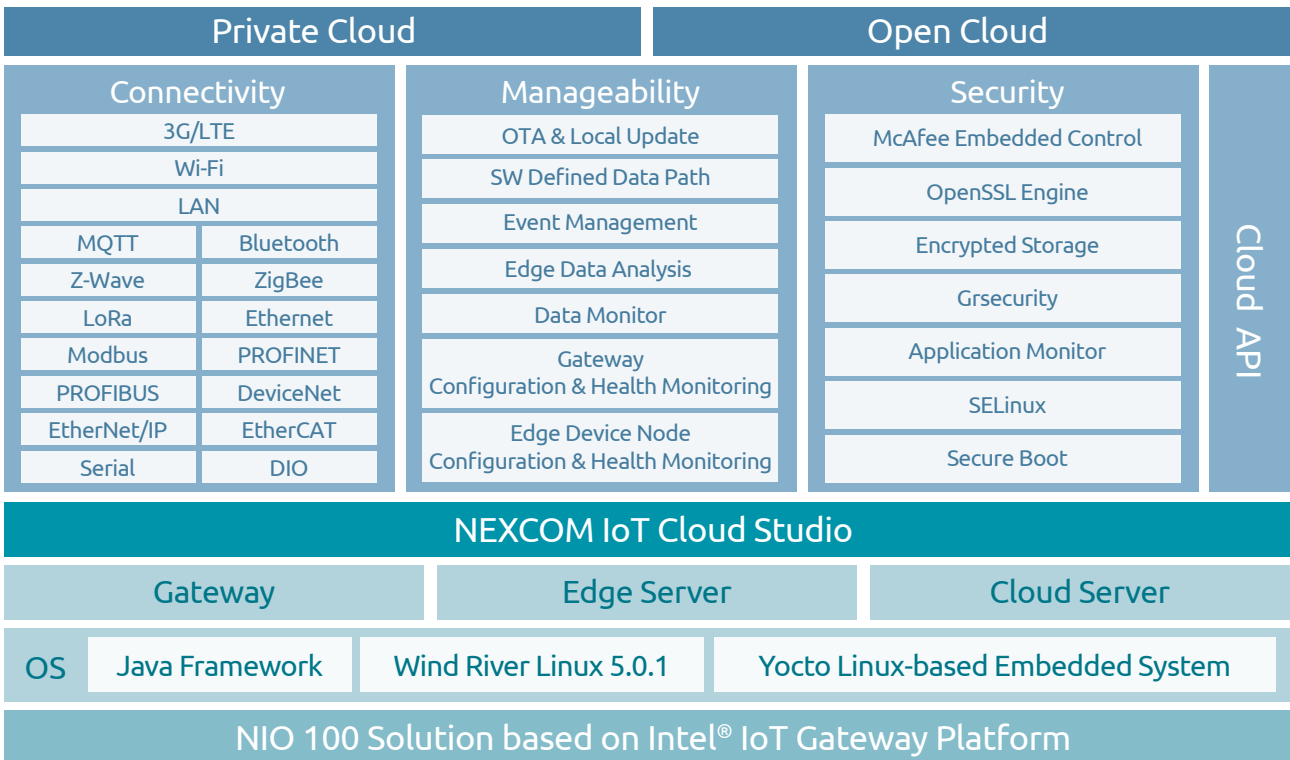 Private Cloud
Open Cloud
Connectivity
3G/LTE
Wi-Fi
LAN
MQTT
Bluetooth
Z-Wave
ZigBee
LoRa
Ethernet
Modbus
PROFINET
PROFIBUS
DeviceNet
EtherNet/IP
EtherCAT
Serial
DIO
Manageability
OTA & Local Update
SW Defined Data Path
Event Management
Edge Data Analysis
Data Monitor
Gateway
Configuration & Health Monitoring
Edge Device Node
Configuration & Health Monitoring
Security
McAfee Embedded Control
OpenSSL Engine
Encrypted Storage
Grsecurity
Application Monitor
SELinux
Secure Boot
Cloud API
NEXCOM IoT Cloud Studio
Gateway
Edge Server
Cloud Server
OS
Java Framework
Wind River Linux 5.0.1
Yocto Linux-based Embedded System
NIO 100 Solution based on Intel® IoT Gateway Platform